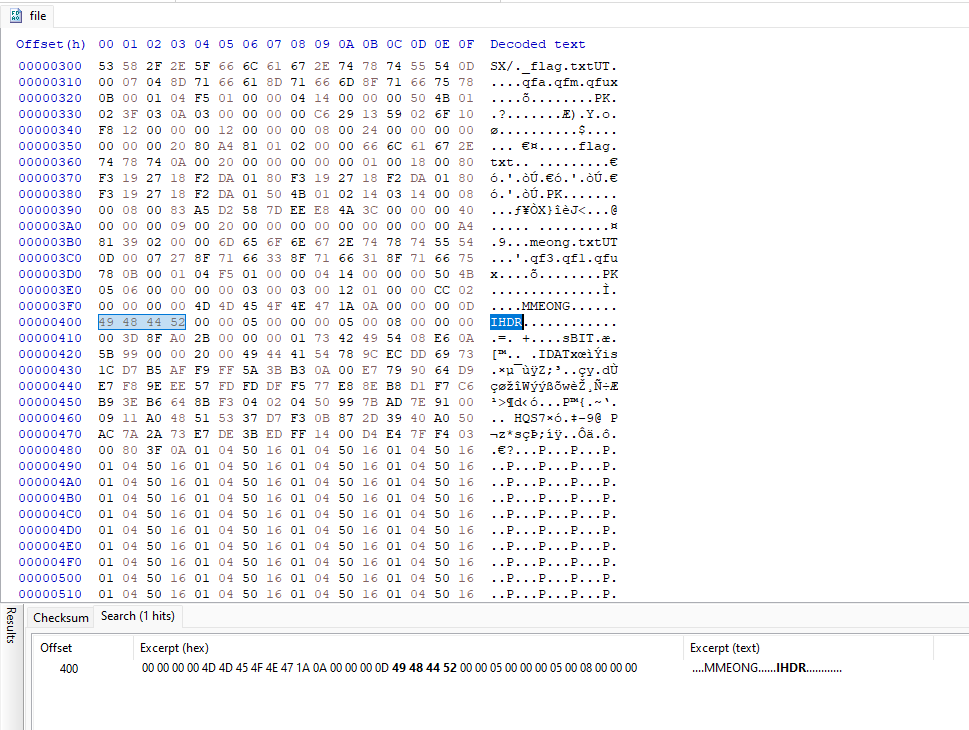 file
Offset(h) 00 01 02 03 04 05 06 07 08 09 0A 0B 0C 0D 0E 0F Decoded text
00000300 53 58 2F 2E 5F 66 6C 61 67 2E 74 78 74 55 54 0D SX/._flag.txtUT.
00000310 00 07 04 8D 71 66 61 8D 71 66 6D 8F 71 66 75 78 ....qfa.qfm.qfux
00000320 0B 00 01 04 F5 01 00 00 04 14 00 00 00 50 4B 01 ....õ........PK.
00000330 02 3F 03 0A 03 00 00 00 00 C6 29 13 59 02 6F 10 .?.......Æ).Y.o.
00000340 F8 12 00 00 00 12 00 00 00 08 00 24 00 00 00 00 ø..........$....
00000350 00 00 00 20 80 A4 81 01 02 00 00 66 6C 61 67 2E ... €¤.....flag.
00000360 74 78 74 0A 00 20 00 00 00 00 00 01 00 18 00 80 txt.. .........€
00000370 F3 19 27 18 F2 DA 01 80 F3 19 27 18 F2 DA 01 80 ó.'.òÚ.€ó.'.òÚ.€
00000380 F3 19 27 18 F2 DA 01 50 4B 01 02 14 03 14 00 08 ó.'.òÚ.PK.......
00000390 00 08 00 83 A5 D2 58 7D EE E8 4A 3C 00 00 00 40 ...ƒ¥ÒX}îèJ<...@
000003A0 00 00 00 09 00 20 00 00 00 00 00 00 00 00 00 A4 ..... .........¤
000003B0 81 39 02 00 00 6D 65 6F 6E 67 2E 74 78 74 55 54 .9...meong.txtUT
000003C0 0D 00 07 27 8F 71 66 33 8F 71 66 31 8F 71 66 75 ...'.qf3.qf1.qfu
000003D0 78 0B 00 01 04 F5 01 00 00 04 14 00 00 00 50 4B x....õ........PK
000003E0 05 06 00 00 00 00 03 00 03 00 12 01 00 00 CC 02 ..............Ì.
000003F0 00 00 00 00 4D 4D 45 4F 4E 47 1A 0A 00 00 00 0D ....MMEONG......
00000400 49 48 44 52 00 00 05 00 00 00 05 00 08 00 00 00 IHDR............
00000410 00 3D 8F A0 2B 00 00 00 01 73 42 49 54 08 E6 0A .=. +....sBIT.æ.
00000420 5B 99 00 00 20 00 49 44 41 54 78 9C EC DD 69 73 [™.. .IDATxœìÝis
00000430 1C D7 B5 AF F9 FF 5A 3B B3 0A 00 E7 79 90 64 D9 .×µ¯ùÿZ;³..çy.dÙ
00000440 E7 F8 9E EE 57 FD FD DF F5 77 E8 8E B8 D1 F7 C6 çøžîWýýßõwèŽ¸Ñ÷Æ
00000450 B9 3E B6 64 8B F3 04 02 04 50 99 7B AD 7E 91 00 ¹>¶d‹ó...P™{.~‘.
00000460 09 11 A0 48 51 53 37 D7 F3 0B 87 2D 39 40 A0 50 .. HQS7×ó.‡-9@ P
00000470 AC 7A 2A 73 E7 DE 3B ED FF 14 00 D4 E4 7F F4 03 ¬z*sçÞ;íÿ..Ôä.ô.
00000480 00 80 3F 0A 01 04 50 16 01 04 50 16 01 04 50 16 .€?...P...P...P.
00000490 01 04 50 16 01 04 50 16 01 04 50 16 01 04 50 16 ..P...P...P...P.
000004A0 01 04 50 16 01 04 50 16 01 04 50 16 01 04 50 16 ..P...P...P...P.
000004B0 01 04 50 16 01 04 50 16 01 04 50 16 01 04 50 16 ..P...P...P...P.
000004C0 01 04 50 16 01 04 50 16 01 04 50 16 01 04 50 16 ..P...P...P...P.
000004D0 01 04 50 16 01 04 50 16 01 04 50 16 01 04 50 16 ..P...P...P...P.
000004E0 01 04 50 16 01 04 50 16 01 04 50 16 01 04 50 16 ..P...P...P...P.
000004F0 01 04 50 16 01 04 50 16 01 04 50 16 01 04 50 16 ..P...P...P...P.
00000500 01 04 50 16 01 04 50 16 01 04 50 16 01 04 50 16 ..P...P...P...P.
00000510 01 04 50 16 01 04 50 16 01 04 50 16 01 04 50 16 ..P...P...P...P.
Results
Checksum Search (1 hits)
Offset Excerpt (hex) Excerpt (text)
400 00 00 00 00 4D 4D 45 4F 4E 47 1A 0A 00 00 00 0D 49 48 44 52 00 00 05 00 00 00 05 00 08 00 00 00 ....MMEONG......IHDR............